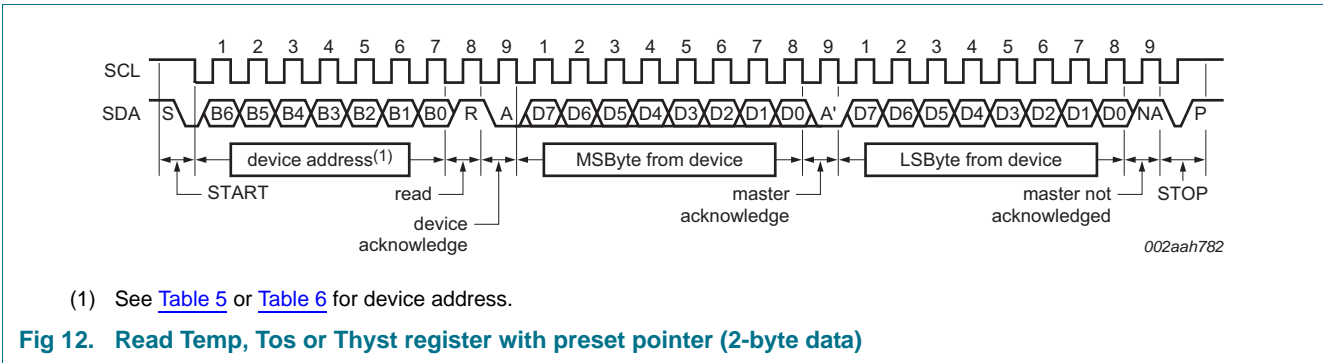 1 2 3 4 5 6 7 8 9 1 2 3 4 5 6 7 8 9 1 2 3 4 5 6 7 8 9
SCL
SDA S B6 B5 B4 B3 B2 B1 B0 R A D7 D6 D5 D4 D3 D2 D1 D0 A' D7 D6 D5 D4 D3 D2 D1 D0 NA P
device address(1) MSByte from device LSByte from device
START read master master not STOP
device acknowledge acknowledged
acknowledge
002aah782
(1) See Table 5 or Table 6 for device address.
Fig 12. Read Temp, Tos or Thyst register with preset pointer (2-byte data)